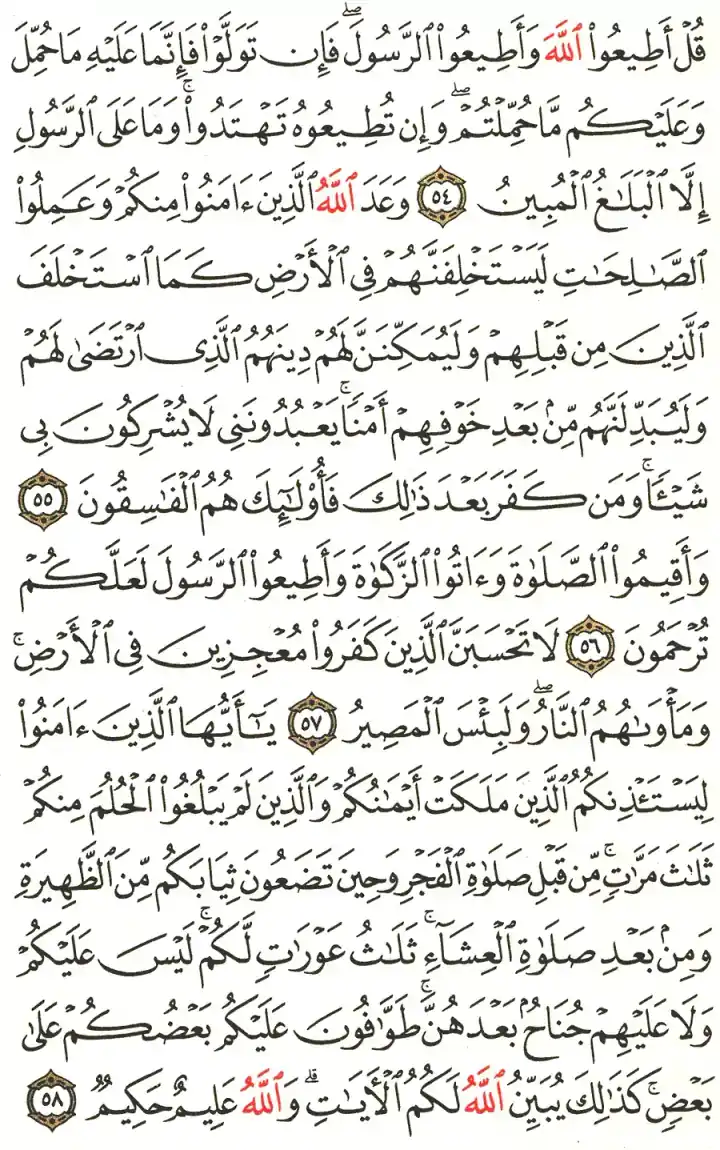 قُلْ أَطِيعُوا۟ ٱللَّهَ وَأَطِيعُوا۟ ٱلرَّسُولَ ۖ فَإِن تَوَلَّوْا۟ فَإِنَّمَا عَلَيْهِ مَا حُمِّلَ
وَعَلَيْكُم مَّا حُمِّلْتُمْ ۖ وَإِن تُطِيعُوهُ تَهْتَدُوا۟ ۚ وَمَا عَلَى ٱلرَّسُولِ
إِلَّا ٱلْبَلَٰغُ ٱلْمُبِينُ ٥٤ وَعَدَ ٱللَّهُ ٱلَّذِينَ ءَامَنُوا۟ مِنكُمْ وَعَمِلُوا۟
ٱلصَّٰلِحَٰتِ لَيَسْتَخْلِفَنَّهُمْ فِى ٱلْأَرْضِ كَمَا ٱسْتَخْلَفَ
ٱلَّذِينَ مِن قَبْلِهِمْ وَلَيُمَكِّنَنَّ لَهُمْ دِينَهُمُ ٱلَّذِى ٱرْتَضَىٰ لَهُمْ
وَلَيُبَدِّلَنَّهُم مِّنۢ بَعْدِ خَوْفِهِمْ أَمْنًا ۚ يَعْبُدُونَنِى لَا يُشْرِكُونَ بِى
شَيْـًٔا ۚ وَمَن كَفَرَ بَعْدَ ذَٰلِكَ فَأُو۟لَٰٓئِكَ هُمُ ٱلْفَٰسِقُونَ ٥٥
وَأَقِيمُوا۟ ٱلصَّلَوٰةَ وَءَاتُوا۟ ٱلزَّكَوٰةَ وَأَطِيعُوا۟ ٱلرَّسُولَ لَعَلَّكُمْ
تُرْحَمُونَ ٥٦ لَا تَحْسَبَنَّ ٱلَّذِينَ كَفَرُوا۟ مُعْجِزِينَ فِى ٱلْأَرْضِ ۚ
وَمَأْوَىٰهُمُ ٱلنَّارُ ۖ وَلَبِئْسَ ٱلْمَصِيرُ ٥٧ يَٰٓأَيُّهَا ٱلَّذِينَ ءَامَنُوا۟
لِيَسْتَـْٔذِنكُمُ ٱلَّذِينَ مَلَكَتْ أَيْمَٰنُكُمْ وَٱلَّذِينَ لَمْ يَبْلُغُوا۟ ٱلْحُلُمَ مِنكُمْ
ثَلَٰثَ مَرَّٰتٍ ۚ مِّن قَبْلِ صَلَوٰةِ ٱلْفَجْرِ وَحِينَ تَضَعُونَ ثِيَابَكُم مِّنَ ٱلظَّهِيرَةِ
وَمِنۢ بَعْدِ صَلَوٰةِ ٱلْعِشَآءِ ۚ ثَلَٰثُ عَوْرَٰتٍ لَّكُمْ ۚ لَيْسَ عَلَيْكُمْ
وَلَا عَلَيْهِمْ جُنَاحٌۢ بَعْدَهُنَّ ۚ طَوَّٰفُونَ عَلَيْكُم بَعْضُكُمْ عَلَىٰ
بَعْضٍ ۚ كَذَٰلِكَ يُبَيِّنُ ٱللَّهُ لَكُمُ ٱلْءَايَٰتِ ۗ وَٱللَّهُ عَلِيمٌ حَكِيمٌ ٥٨